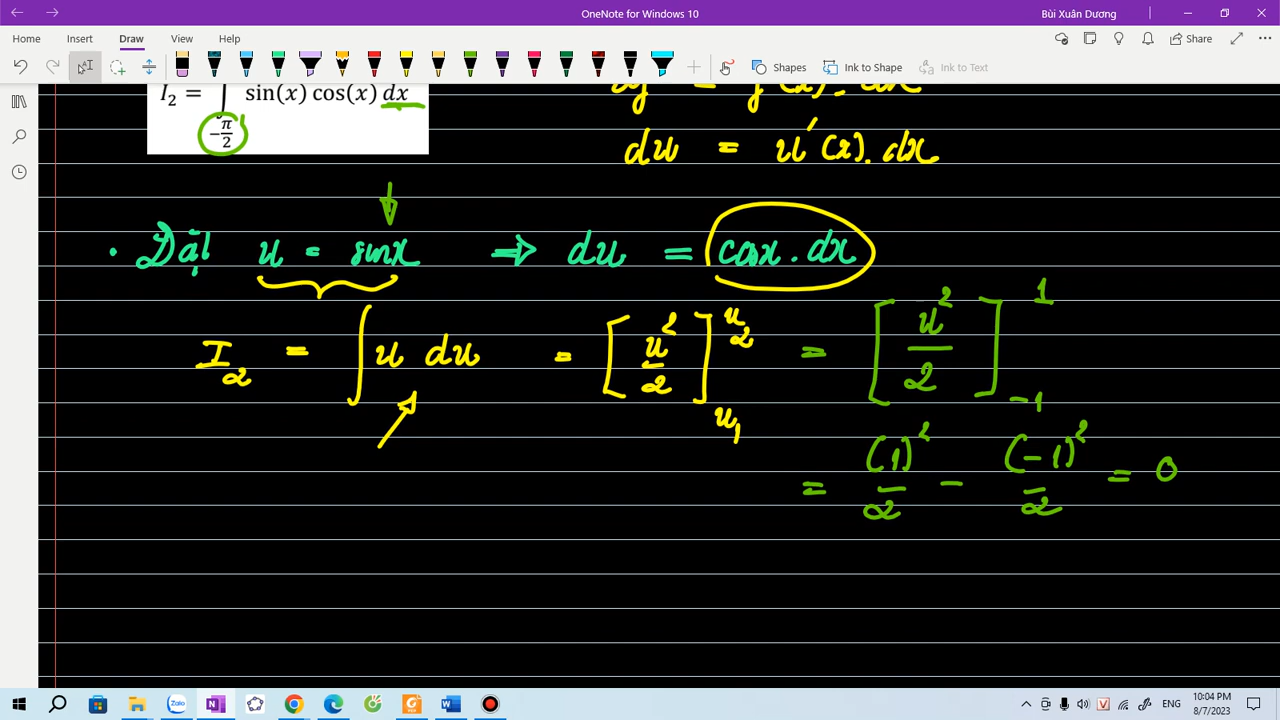 OneNote for Windows 10
Bùi Xuân Dương
Home Insert Draw View Help
Share
Shapes
Ink to Shape
Ink to Text
I₂ = ∫ sin(x) cos(x) dx
-π/2
du = u'(x). dx
• Đặt u = sinx ⇒ du = cosx . dx
I₂ = ∫ u du = [u²/2] u₂ u₁ = [u²/2] 1 -1
= (1)²/2 - (-1)²/2 = 0
Zalo
ENG
10:04 PM
8/7/2023